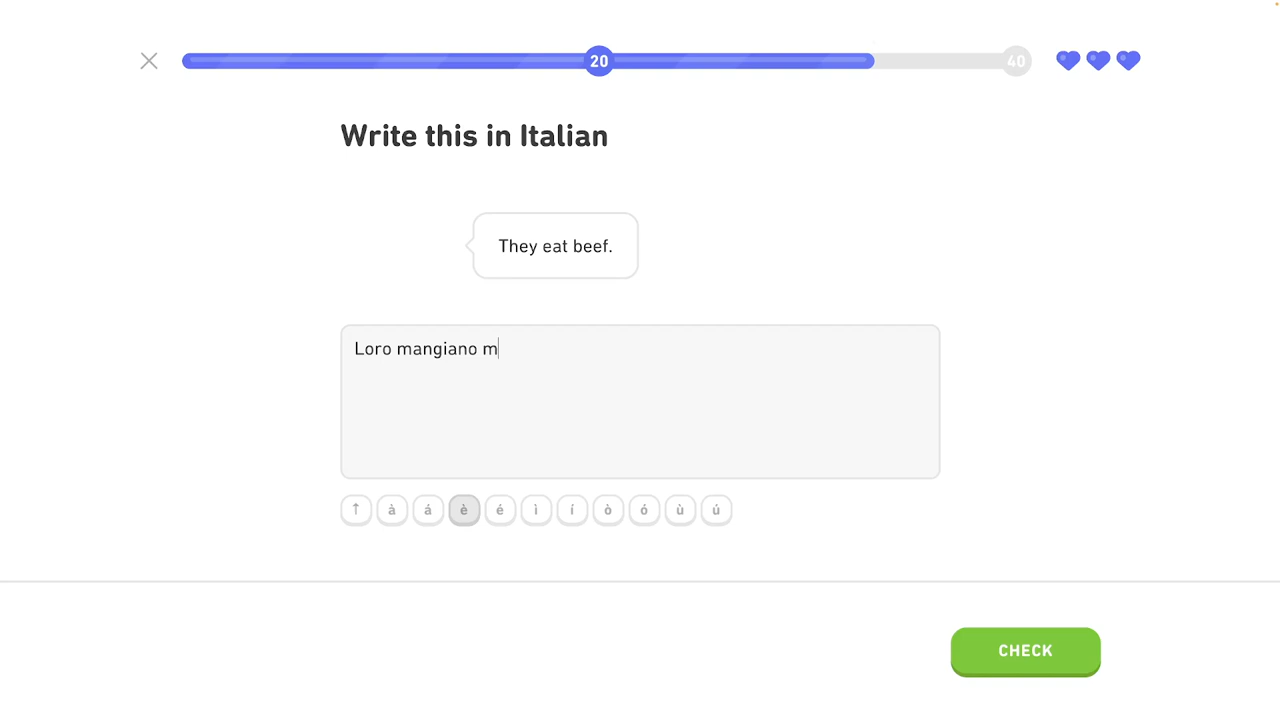 20
40
Write this in Italian
They eat beef.
Loro mangiano m
↑ à á è é ì í ò ó ù ú
CHECK